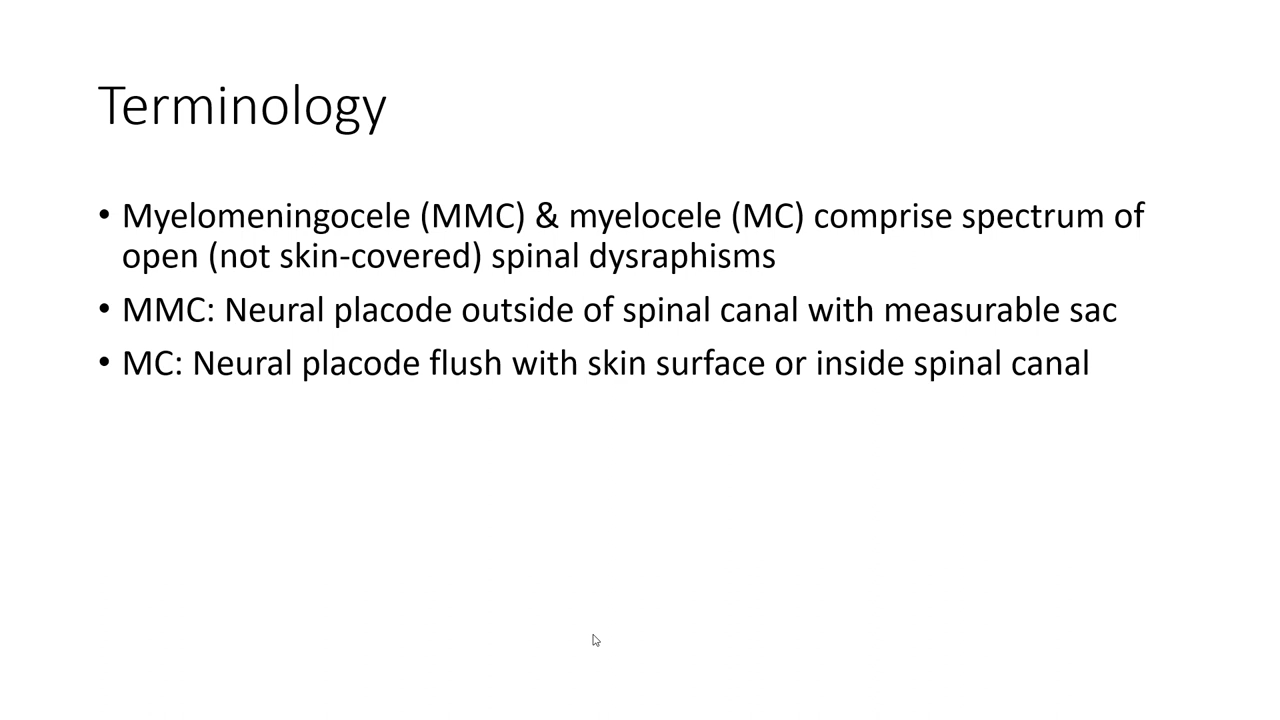 Terminology
• Myelomeningocele (MMC) & myelocele (MC) comprise spectrum of
open (not skin-covered) spinal dysraphisms
• MMC: Neural placode outside of spinal canal with measurable sac
• MC: Neural placode flush with skin surface or inside spinal canal